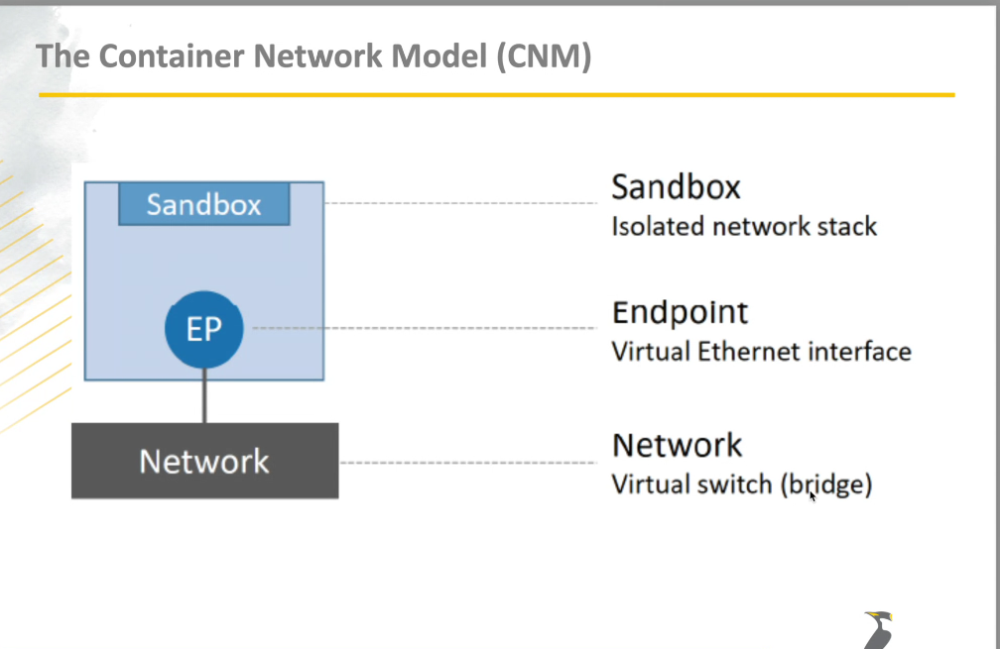 The Container Network Model (CNM)
Sandbox
Sandbox
Isolated network stack
EP
Endpoint
Virtual Ethernet interface
Network
Network
Virtual switch (bridge)